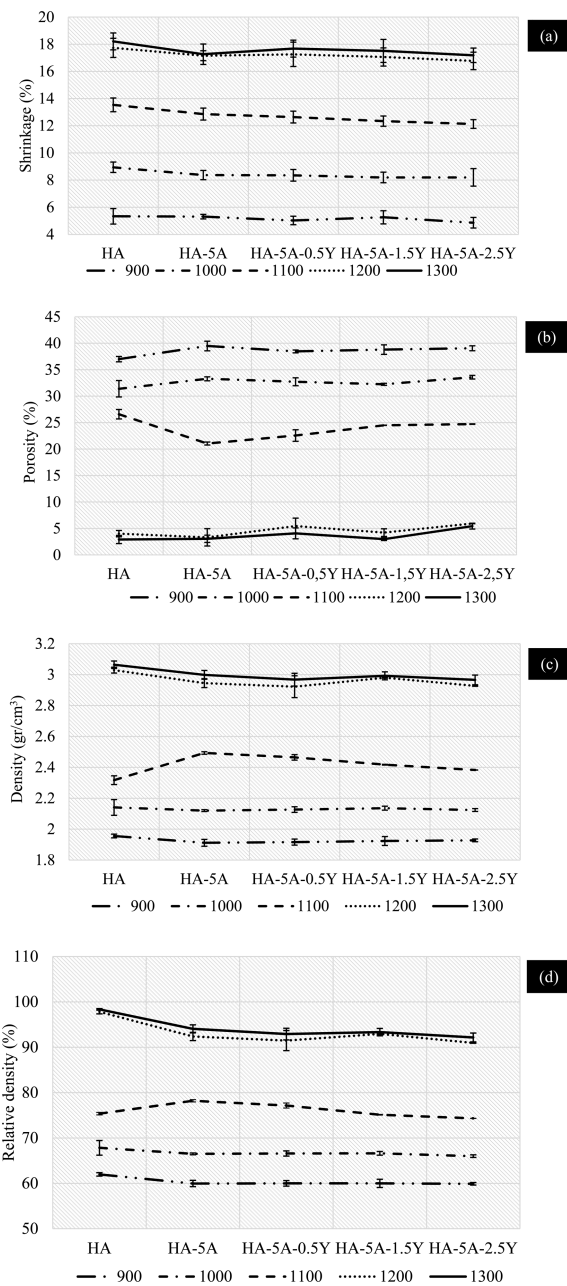 20
18
16
14
12
10
8
6
4
Shrinkage (%)
(a)
HA HA-5A HA-5A-0.5Y HA-5A-1.5Y HA-5A-2.5Y
900 1000 1100 1200 1300
45
40
35
30
25
20
15
10
5
0
Porosity (%)
(b)
HA HA-5A HA-5A-0,5Y HA-5A-1,5Y HA-5A-2,5Y
900 1000 1100 1200 1300
3.2
3
2.8
2.6
2.4
2.2
2
1.8
Density (gr/cm³)
(c)
HA HA-5A HA-5A-0.5Y HA-5A-1.5Y HA-5A-2.5Y
900 1000 1100 1200 1300
110
100
90
80
70
60
50
Relative density (%)
(d)
HA HA-5A HA-5A-0.5Y HA-5A-1.5Y HA-5A-2.5Y
900 1000 1100 1200 1300